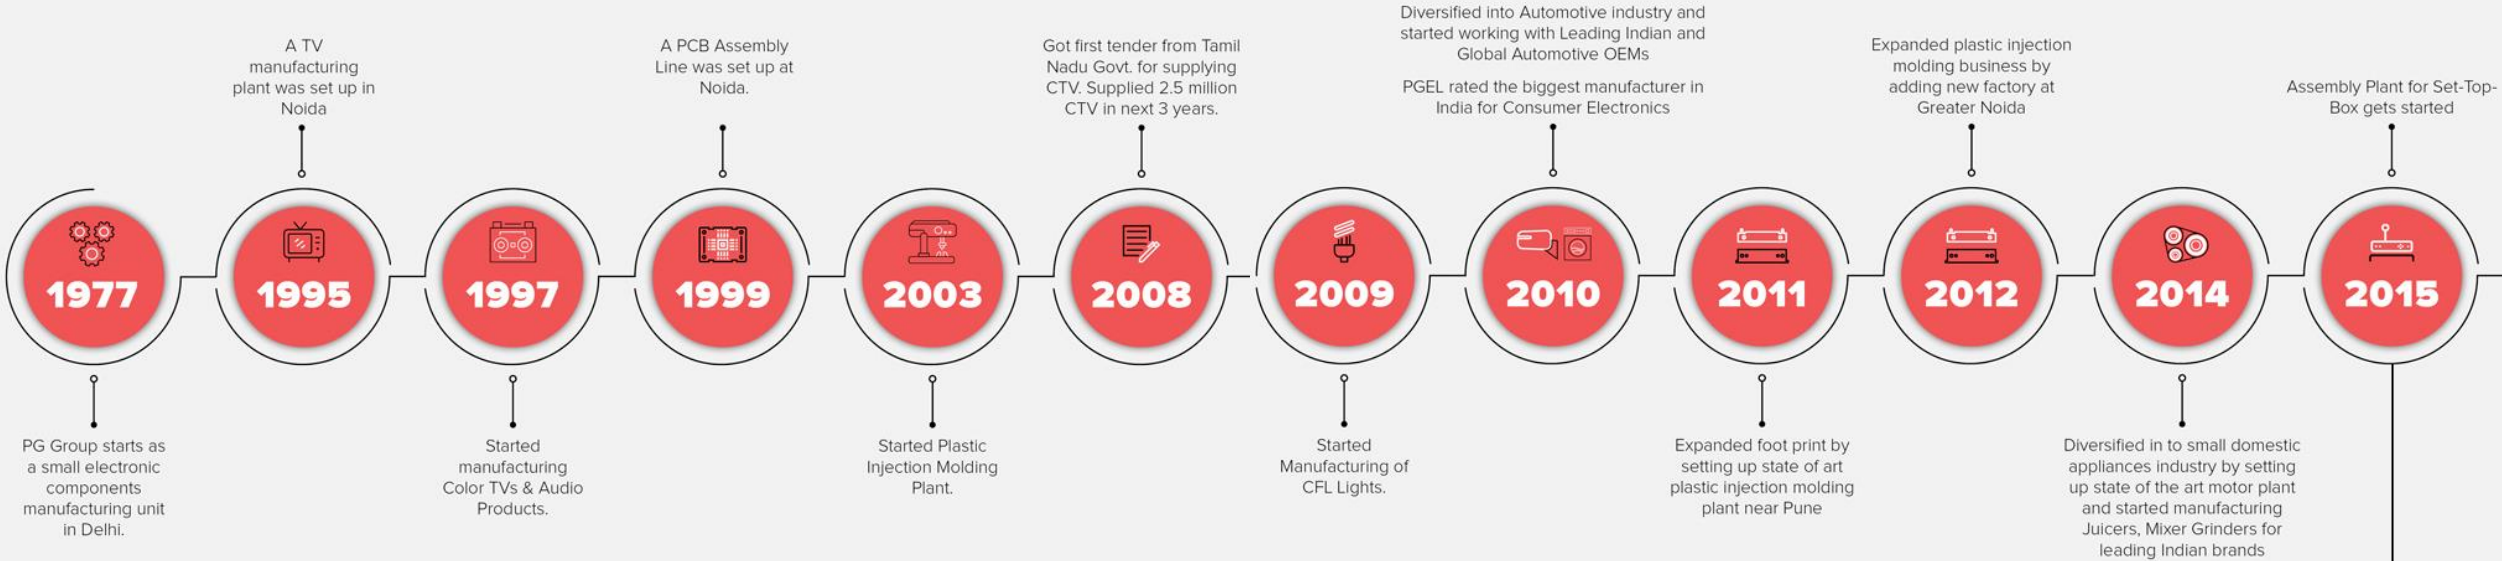 A TV
manufacturing
plant was set up in
Noida
A PCB Assembly
Line was set up at
Noida.
Got first tender from Tamil
Nadu Govt. for supplying
CTV. Supplied 2.5 million
CTV in next 3 years.
Diversified into Automotive industry and
started working with Leading Indian and
Global Automotive OEMs
PGEL rated the biggest manufacturer in
India for Consumer Electronics
Expanded plastic injection
molding business by
adding new factory at
Greater Noida
Assembly Plant for Set-Top-
Box gets started
1977
1995
1997
1999
2003
2008
2009
2010
2011
2012
2014
2015
PG Group starts as
a small electronic
components
manufacturing unit
in Delhi.
Started
manufacturing
Color TVs & Audio
Products.
Started Plastic
Injection Molding
Plant.
Started
Manufacturing of
CFL Lights.
Expanded foot print by
setting up state of art
plastic injection molding
plant near Pune
Diversified in to small domestic
appliances industry by setting
up state of the art motor plant
and started manufacturing
Juicers, Mixer Grinders for
leading Indian brands